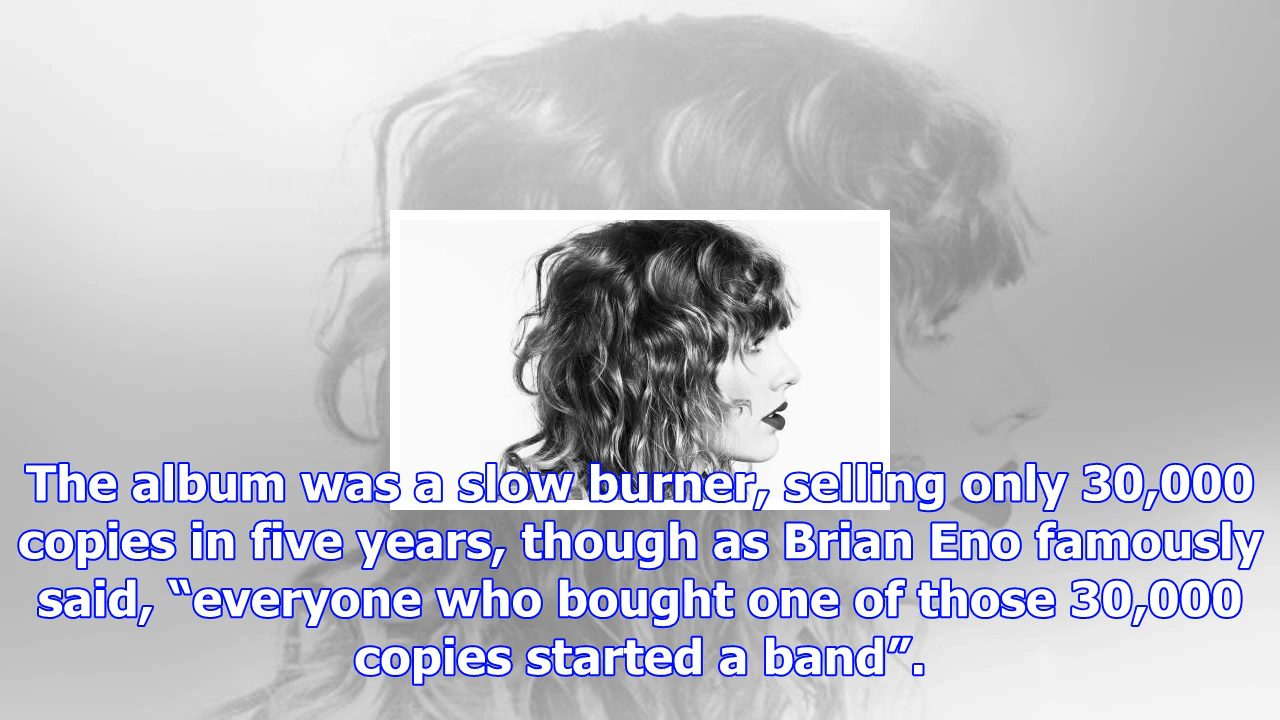 The album was a slow burner, selling only 30,000
copies in five years, though as Brian Eno famously
said, “everyone who bought one of those 30,000
copies started a band”.